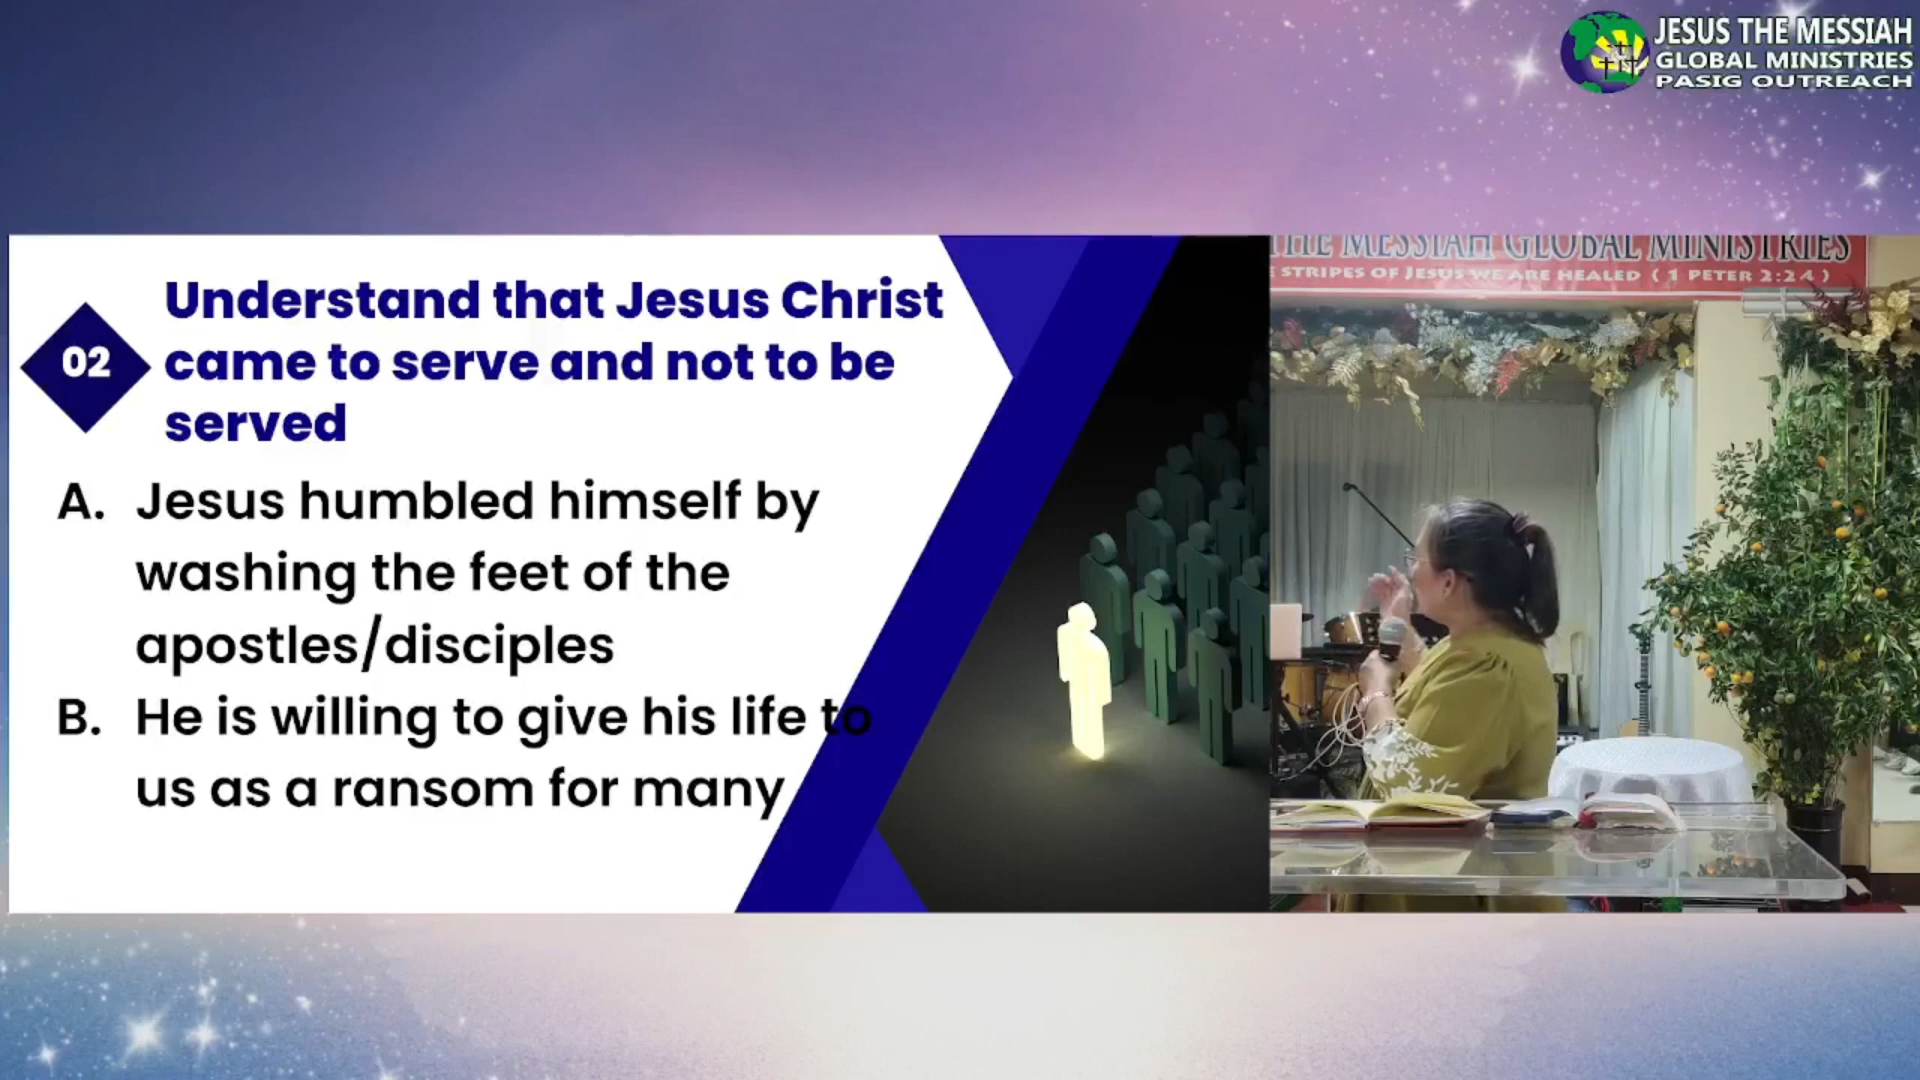 JESUS THE MESSIAH
GLOBAL MINISTRIES
PASIG OUTREACH
THE MESSIAH GLOBAL MINISTRIES
STRIPES OF JESUS WE ARE HEALED ( 1 PETER 2:24 )
02
Understand that Jesus Christ
came to serve and not to be
served
A. Jesus humbled himself by
washing the feet of the
apostles/disciples
B. He is willing to give his life to
us as a ransom for many